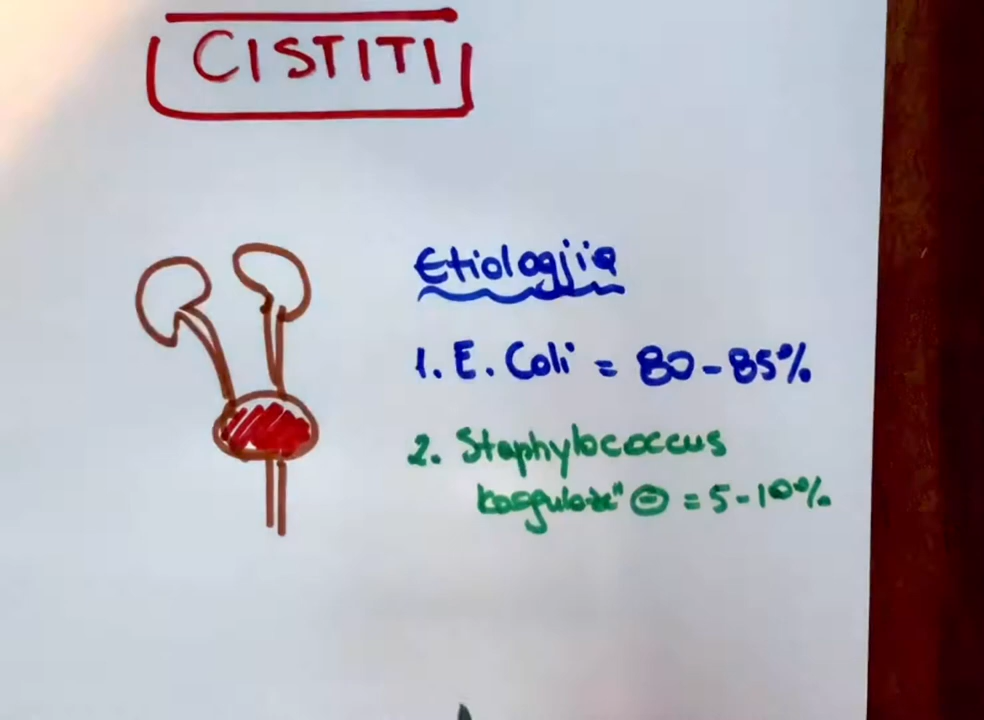 CISTITI
Etiologjia
1. E. Coli = 80-85%
2. Staphylococcus
koagulazë" ⊖ = 5-10%